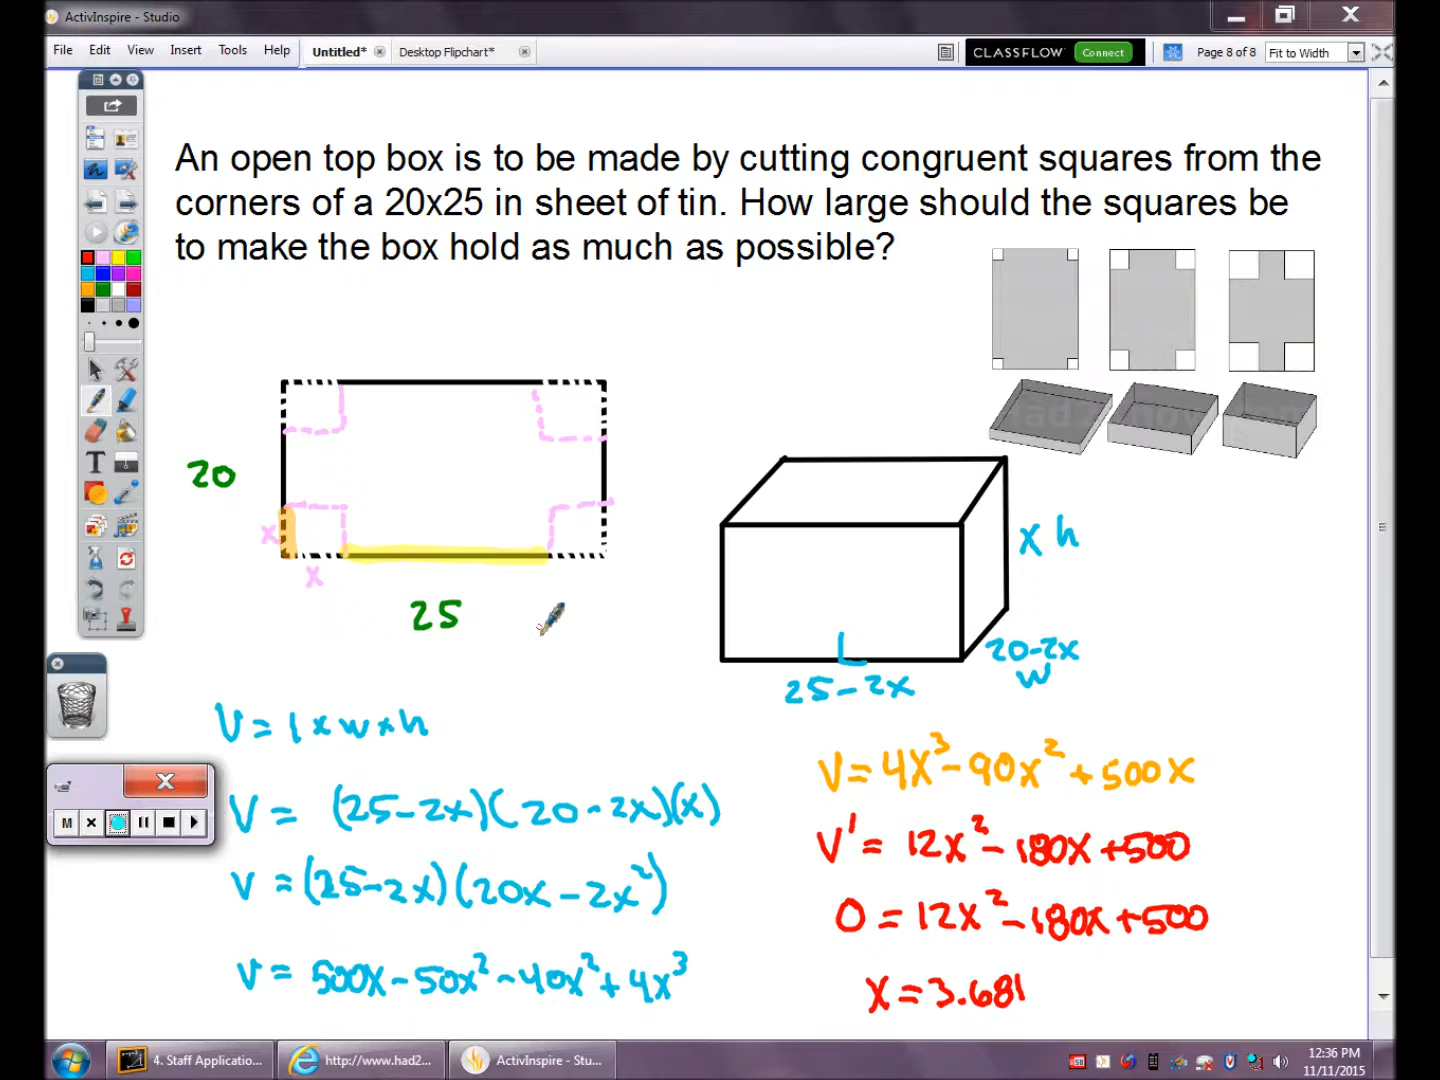 ActivInspire - Studio
File Edit View Insert Tools Help Untitled* Desktop Flipchart* CLASSFLOW Connect Page 8 of 8 Fit to Width
An open top box is to be made by cutting congruent squares from the
corners of a 20x25 in sheet of tin. How large should the squares be
to make the box hold as much as possible?
20
x
x
25
x h
20-2x
w
L
25-2x
V = l x w x h
V = (25-2x)(20-2x)(x)
V = (25-2x)(20x-2x²)
V = 500x-50x²-40x²+4x³
V = 4x³-90x²+500x
V' = 12x²-180x+500
0 = 12x²-180x+500
x = 3.681
M
4. Staff Applicatio... http://www.had2... ActivInspire - Stu... 12:36 PM
11/11/2015